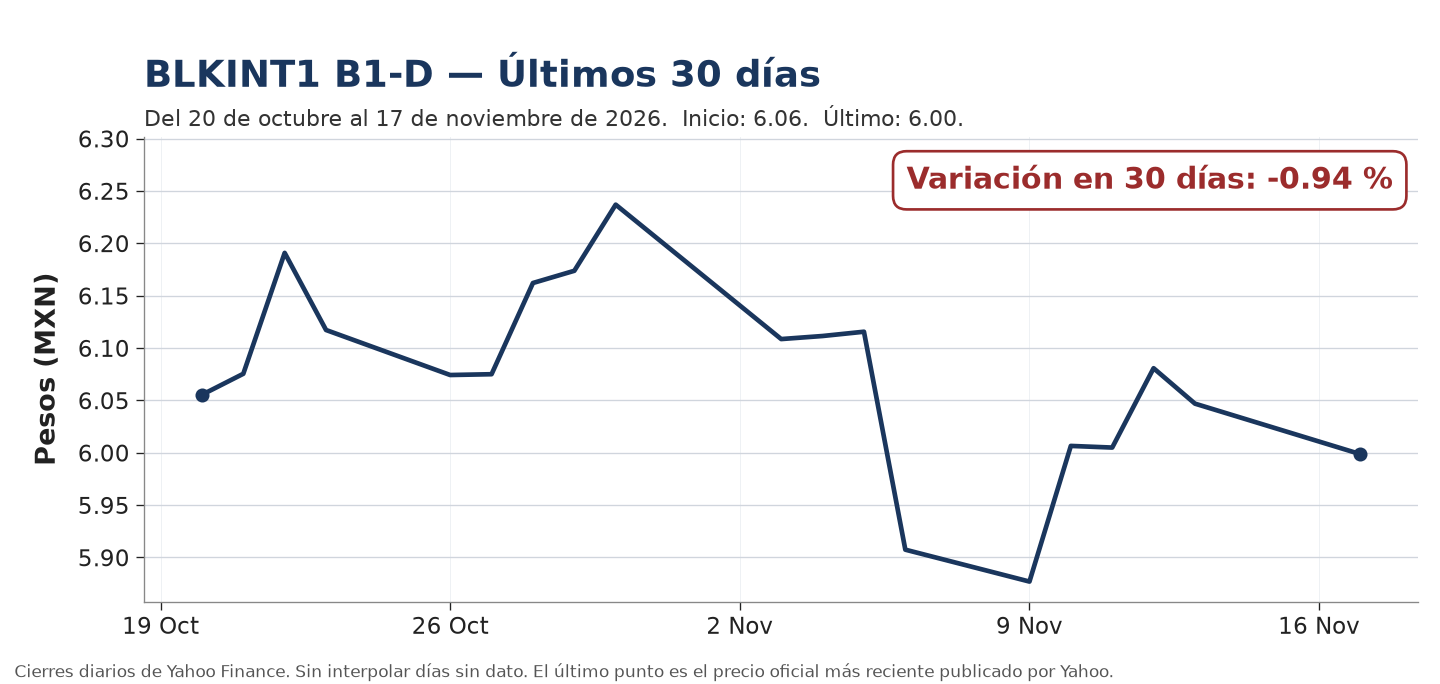 BLKINT1 B1-D — Últimos 30 días
Del 20 de octubre al 17 de noviembre de 2026.  Inicio: 6.06.  Último: 6.00.
Variación en 30 días: -0.94 %
Pesos (MXN)
6.30
6.25
6.20
6.15
6.10
6.05
6.00
5.95
5.90
19 Oct
26 Oct
2 Nov
9 Nov
16 Nov
Cierres diarios de Yahoo Finance. Sin interpolar días sin dato. El último punto es el precio oficial más reciente publicado por Yahoo.